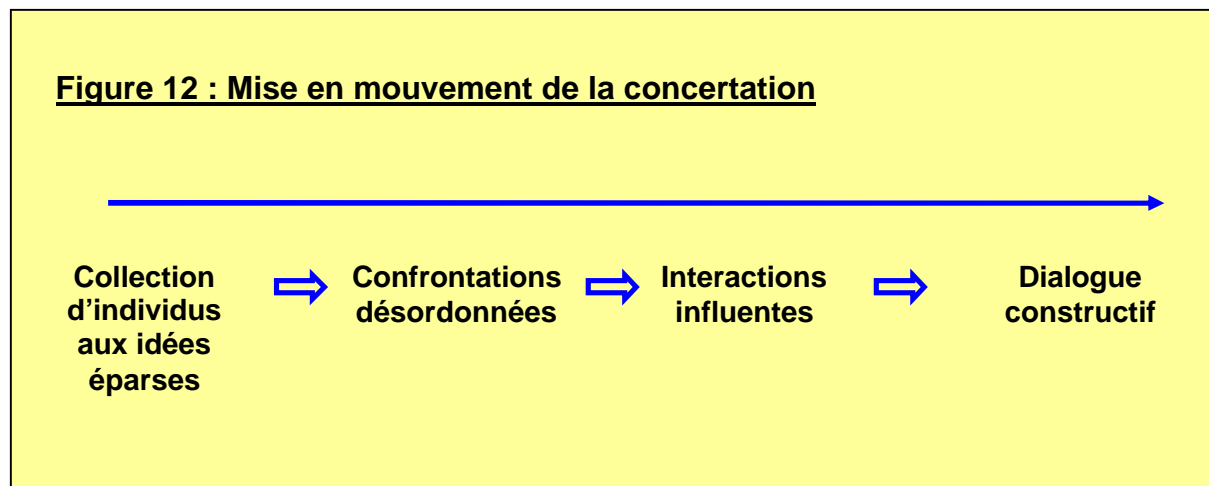 Figure 12 : Mise en mouvement de la concertation
Collection
d’individus
aux idées
éparses
Confrontations
désordonnées
Interactions
influentes
Dialogue
constructif